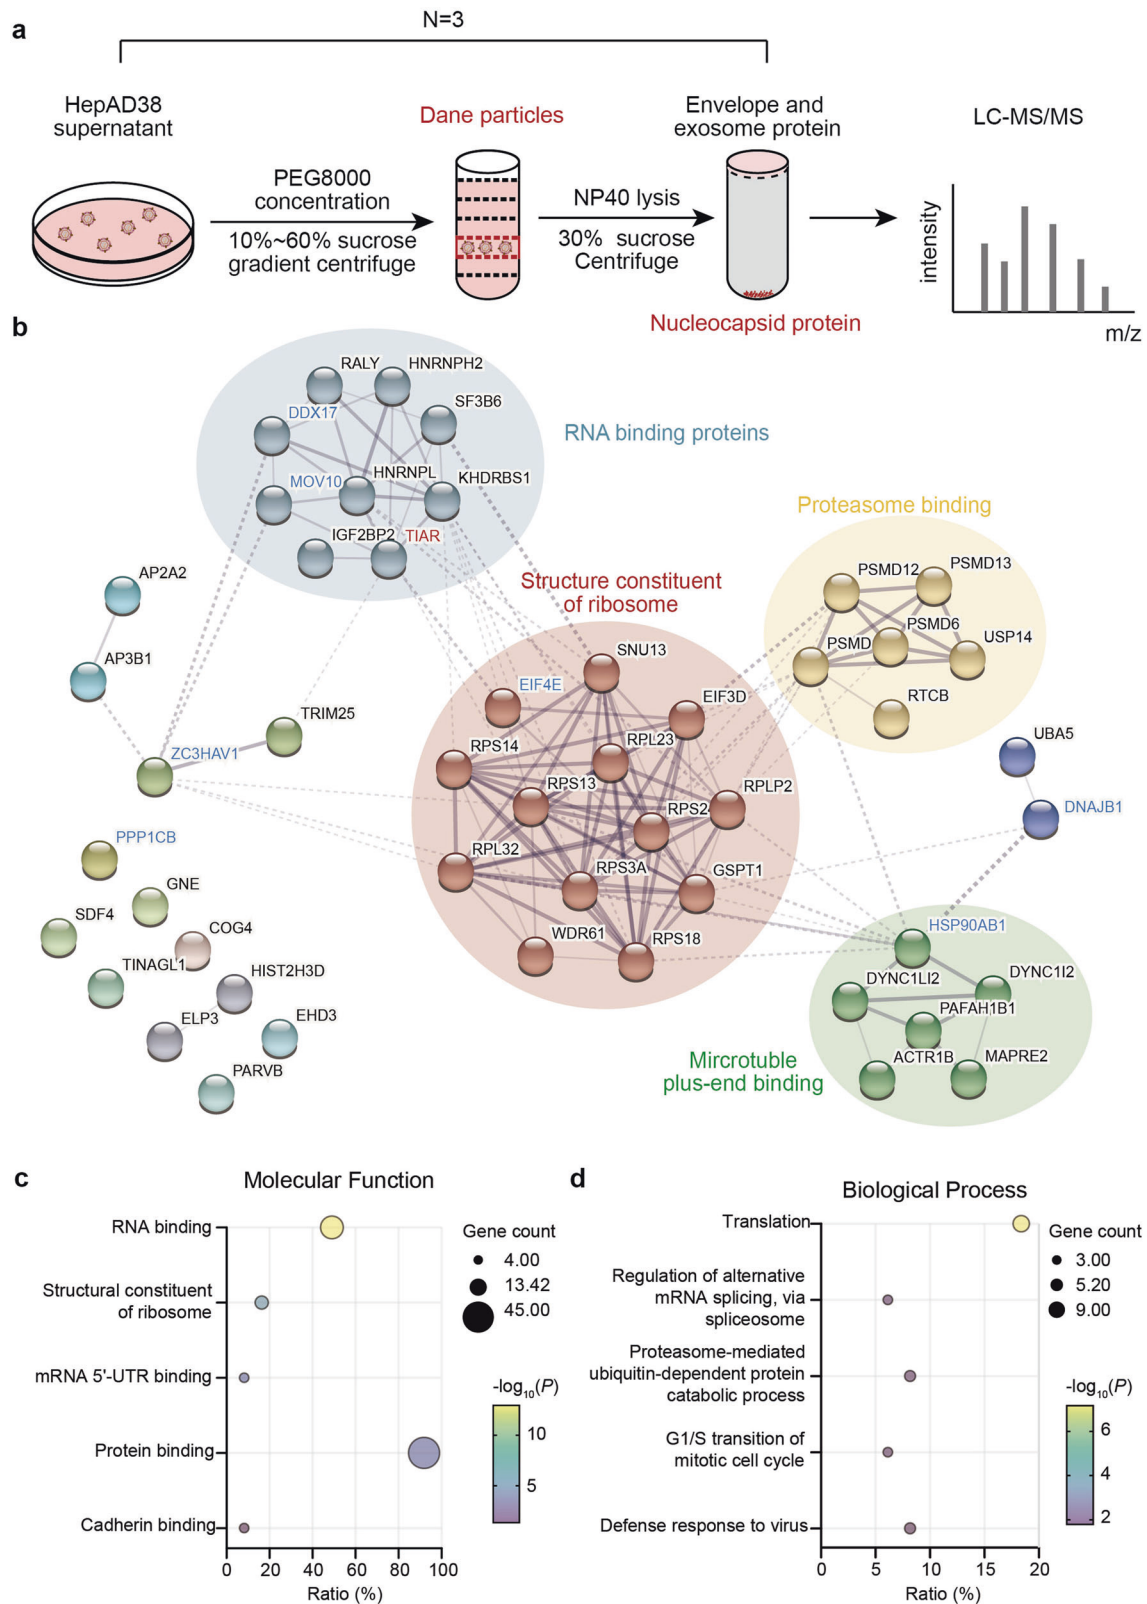 a
N=3
HepAD38
supernatant
PEG8000
concentration
10%~60% sucrose
gradient centrifuge
Dane particles
NP40 lysis
30% sucrose
Centrifuge
Envelope and
exosome protein
Nucleocapsid protein
LC-MS/MS
intensity
m/z
b
RALY
HNRNPH2
DDX17
SF3B6
MOV10
HNRNPL
KHDRBS1
IGF2BP2
TIAR
RNA binding proteins
AP2A2
AP3B1
TRIM25
ZC3HAV1
Structure constituent
of ribosome
SNU13
EIF4E
EIF3D
RPS14
RPL23
RPS13
RPS24
RPLP2
RPL32
RPS3A
GSPT1
WDR61
RPS18
Proteasome binding
PSMD12
PSMD13
PSMD
PSMD6
USP14
RTCB
UBA5
DNAJB1
PPP1CB
GNE
SDF4
COG4
TINAGL1
HIST2H3D
ELP3
EHD3
PARVB
HSP90AB1
DYNC1LI2
DYNC1I2
PAFAH1B1
ACTR1B
MAPRE2
Mircrotuble
plus-end binding
c
Molecular Function
RNA binding
Structural constituent
of ribosome
mRNA 5'-UTR binding
Protein binding
Cadherin binding
0 20 40 60 80 100
Ratio (%)
Gene count
4.00
13.42
45.00
-log10(P)
10
5
d
Biological Process
Translation
Regulation of alternative
mRNA splicing, via
spliceosome
Proteasome-mediated
ubiquitin-dependent protein
catabolic process
G1/S transition of
mitotic cell cycle
Defense response to virus
0 5 10 15 20
Ratio (%)
Gene count
3.00
5.20
9.00
-log10(P)
6
4
2